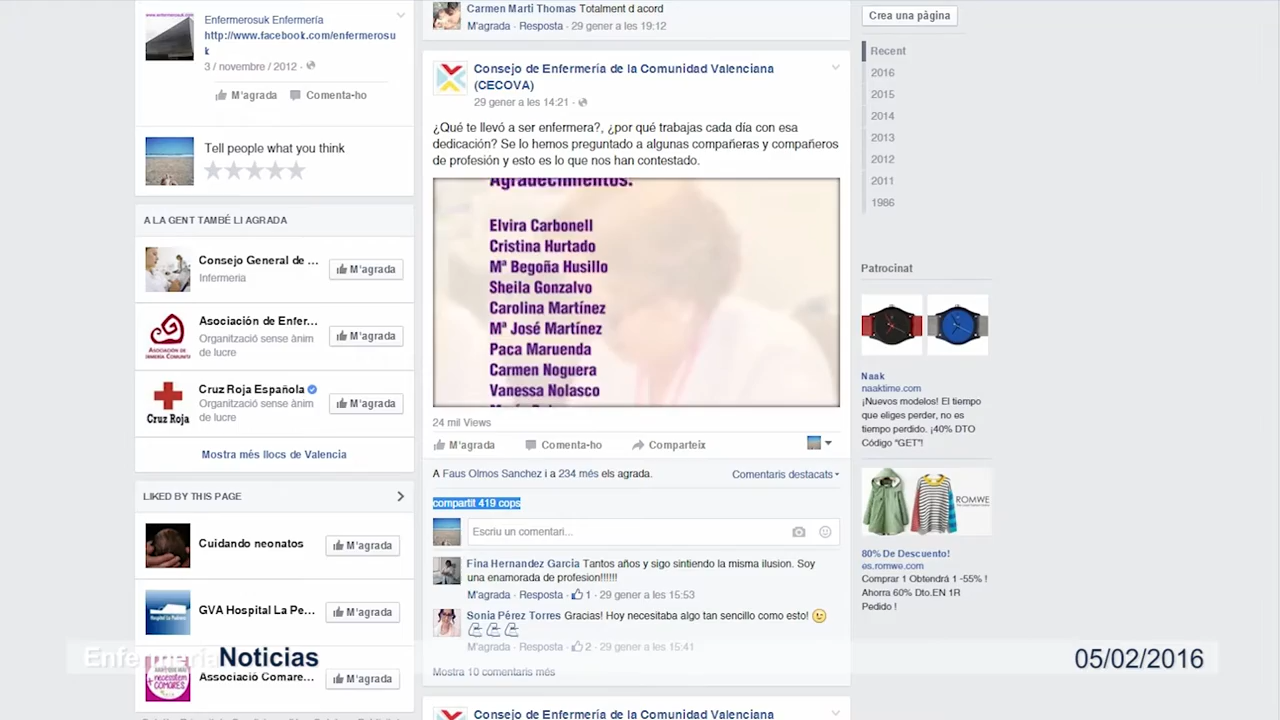 www.enfermerosuk.com
Enfermerosuk Enfermería
http://www.facebook.com/enfermerosu
k
3 / novembre / 2012 ·
M'agrada Comenta-ho
Tell people what you think
A LA GENT TAMBÉ LI AGRADA
Consejo General de ...
Infermeria
M'agrada
Asociación de Enfer...
Organització sense ànim
de lucre
M'agrada
ASOCIACIÓN DE
Cruz Roja Española
Organització sense ànim
de lucre
M'agrada
Cruz Roja
Mostra més llocs de Valencia
LIKED BY THIS PAGE
Cuidando neonatos
M'agrada
GVA Hospital La Pe...
M'agrada
Associació Comare...
M'agrada
necessitem
COMARES
Carmen Marti Thomas Totalment d acord
M'agrada · Resposta · 29 gener a les 19:12
Consejo de Enfermería de la Comunidad Valenciana
(CECOVA)
29 gener a les 14:21 ·
¿Qué te llevó a ser enfermera?, ¿por qué trabajas cada día con esa
dedicación? Se lo hemos preguntado a algunas compañeras y compañeros
de profesión y esto es lo que nos han contestado.
Agradecimientos:
Elvira Carbonell
Cristina Hurtado
Mª Begoña Husillo
Sheila Gonzalvo
Carolina Martínez
Mª José Martínez
Paca Maruenda
Carmen Noguera
Vanessa Nolasco
24 mil Views
M'agrada Comenta-ho Comparteix
A Faus Olmos Sanchez i a 234 més els agrada.
Comentaris destacats
compartit 419 cops
Escriu un comentari...
Fina Hernandez Garcia Tantos años y sigo sintiendo la misma ilusion. Soy
una enamorada de profesion!!!!!!
M'agrada · Resposta · 1 · 29 gener a les 15:53
Sonia Pérez Torres Gracias! Hoy necesitaba algo tan sencillo como esto!
M'agrada · Resposta · 2 · 29 gener a les 15:41
Mostra 10 comentaris més
Consejo de Enfermería de la Comunidad Valenciana
Crea una pàgina
Recent
2016
2015
2014
2013
2012
2011
1986
Patrocinat
Naak
naaktime.com
¡Nuevos modelos! El tiempo
que eliges perder, no es
tiempo perdido. ¡40% DTO
Código "GET"!
ROMWE
80% De Descuento!
es.romwe.com
Comprar 1 Obtendrá 1 -55% !
Ahorra 60% Dto.EN 1R
Pedido !
Enfermería Noticias
05/02/2016